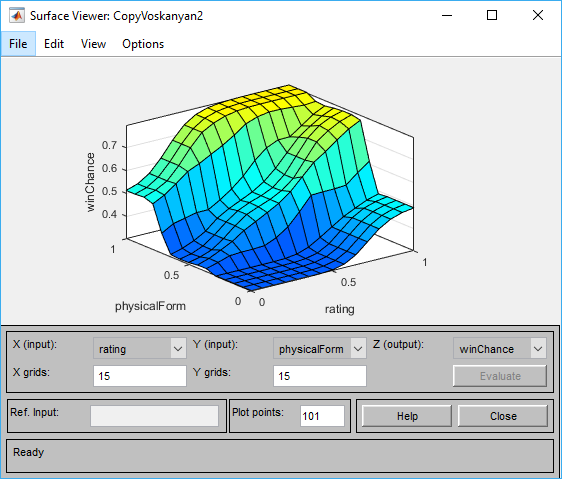 Surface Viewer: CopyVoskanyan2
File Edit View Options
0.7
0.6
0.5
0.4
winChance
1
0.5
0
physicalForm
0
0.5
1
rating
X (input): rating Y (input): physicalForm Z (output): winChance
X grids: 15 Y grids: 15 Evaluate
Ref. Input: Plot points: 101 Help Close
Ready